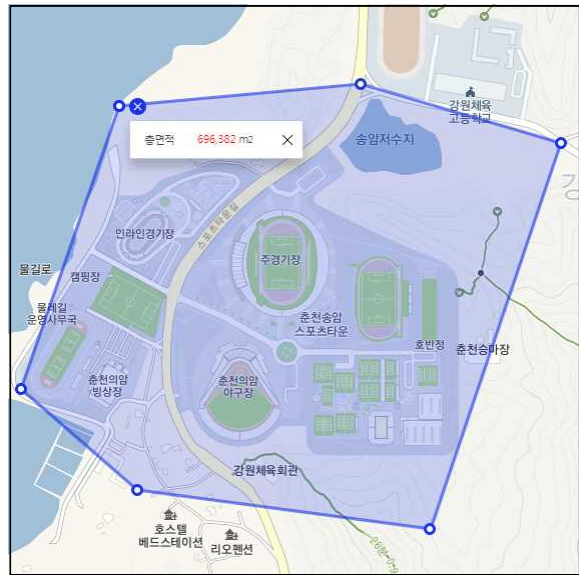 강원체육
고등학교
총면적 696,382 m2
송암저수지
강
스포츠타운길
인라인경기장
주경기장
물길로
캠핑장
물레길
운영사무국
춘천송암
스포츠타운
호반정
춘천승마장
춘천의암
빙상장
춘천의암
야구장
강원체육회관
호스텔
베드스테이션
리오펜션